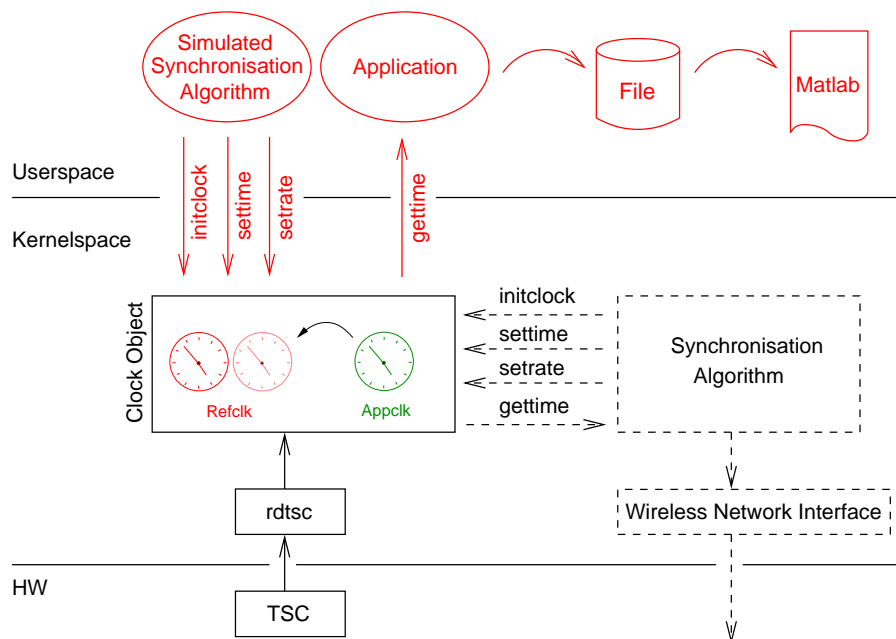 Simulated
Synchronisation
Algorithm
Application
File
Matlab
Userspace
initclock
settime
setrate
gettime
Kernelspace
Clock Object
Refclk
Appclk
initclock
settime
setrate
gettime
Synchronisation
Algorithm
rdtsc
Wireless Network Interface
HW
TSC